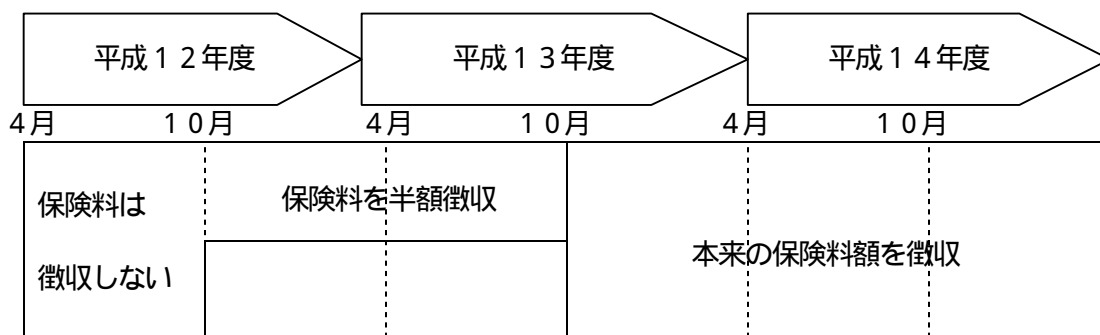 平成１２年度
平成１３年度
平成１４年度
4月
１０月
4月
１０月
4月
１０月
保険料は
徴収しない
保険料を半額徴収
本来の保険料額を徴収